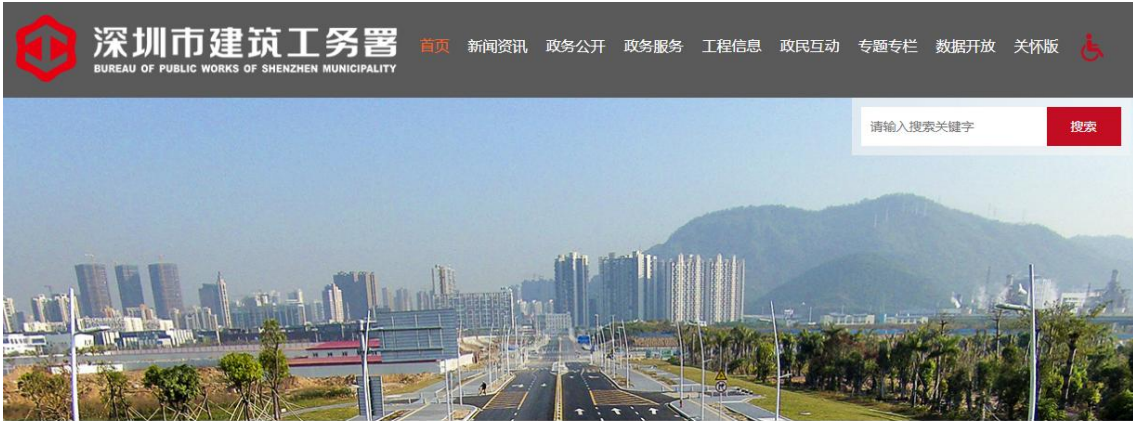 深圳市建筑工务署
BUREAU OF PUBLIC WORKS OF SHENZHEN MUNICIPALITY
首页 新闻资讯 政务公开 政务服务 工程信息 政民互动 专题专栏 数据开放 关怀版
请输入搜索关键字 搜索